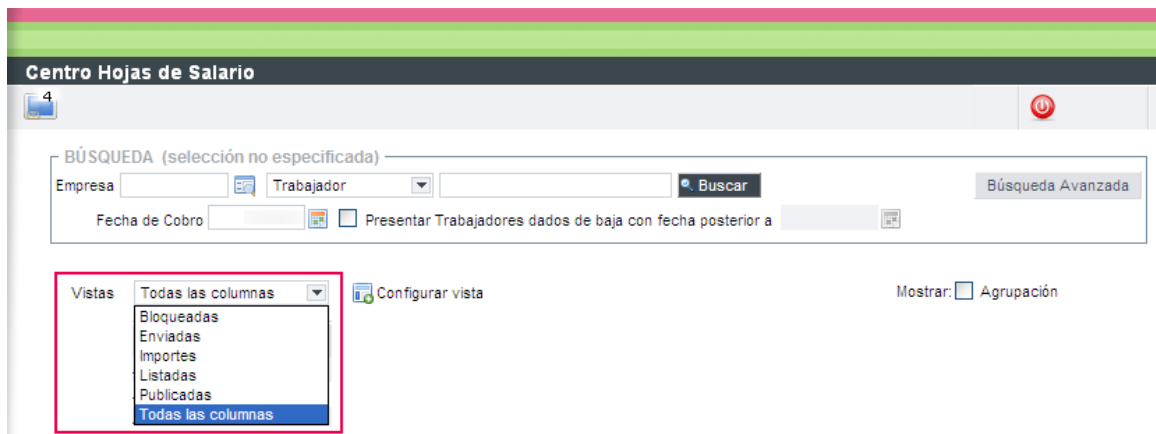 Centro Hojas de Salario
4
BÚSQUEDA (selección no especificada)
Empresa Trabajador Buscar Búsqueda Avanzada
Fecha de Cobro Presentar Trabajadores dados de baja con fecha posterior a
Vistas Todas las columnas Configurar vista Mostrar: Agrupación
Bloqueadas
Enviadas
Importes
Listadas
Publicadas
Todas las columnas